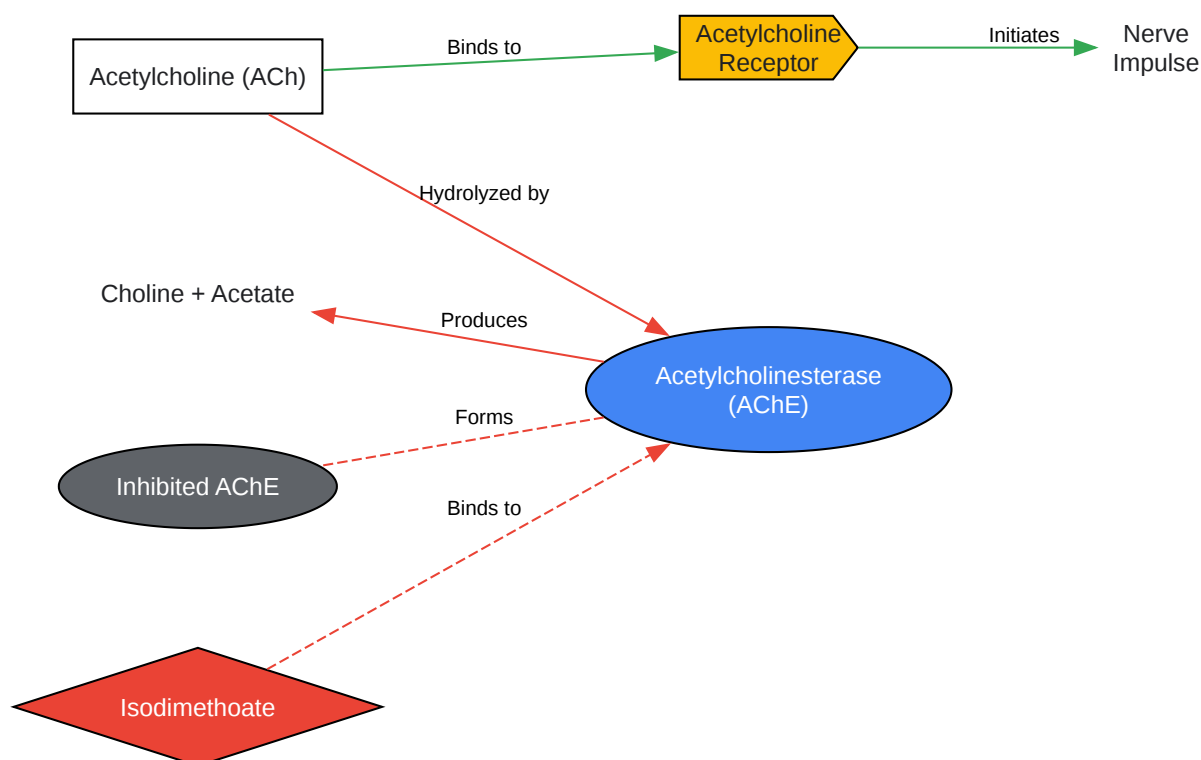 Acetylcholine (ACh)
Binds to
Acetylcholine
Receptor
Initiates
Nerve
Impulse
Hydrolyzed by
Choline + Acetate
Produces
Acetylcholinesterase
(AChE)
Forms
Inhibited AChE
Binds to
Isodimethoate